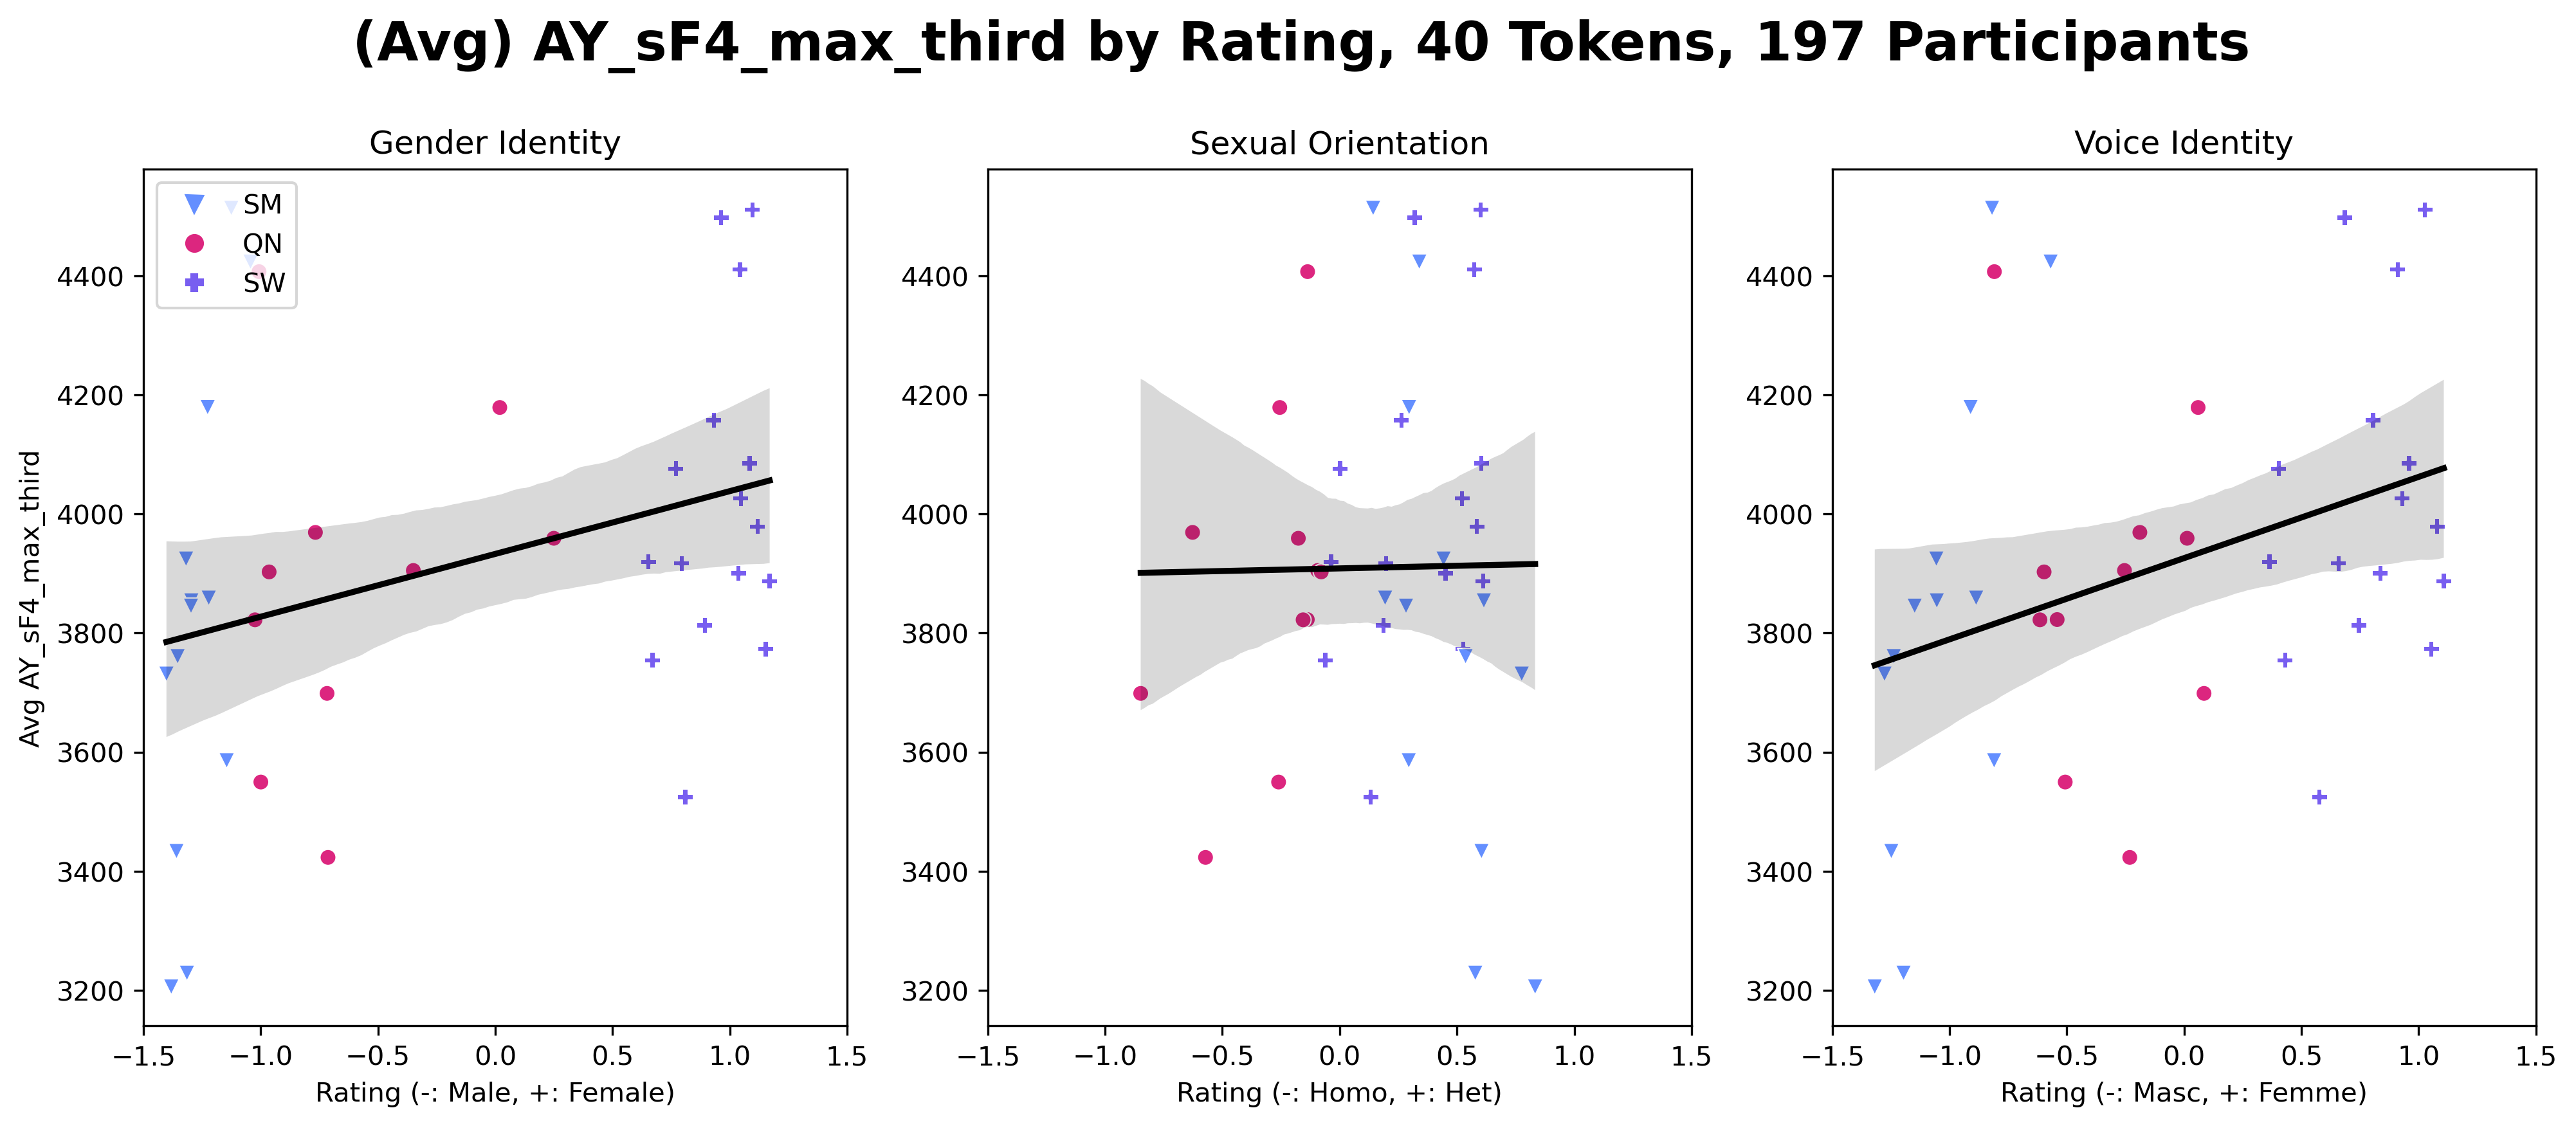 (Avg) AY_sF4_max_third by Rating, 40 Tokens, 197 Participants
Gender Identity
Sexual Orientation
Voice Identity
SM
QN
SW
Avg AY_sF4_max_third
4400
4200
4000
3800
3600
3400
3200
−1.5 −1.0 −0.5 0.0 0.5 1.0 1.5
Rating (-: Male, +: Female)
4400
4200
4000
3800
3600
3400
3200
−1.5 −1.0 −0.5 0.0 0.5 1.0 1.5
Rating (-: Homo, +: Het)
4400
4200
4000
3800
3600
3400
3200
−1.5 −1.0 −0.5 0.0 0.5 1.0 1.5
Rating (-: Masc, +: Femme)